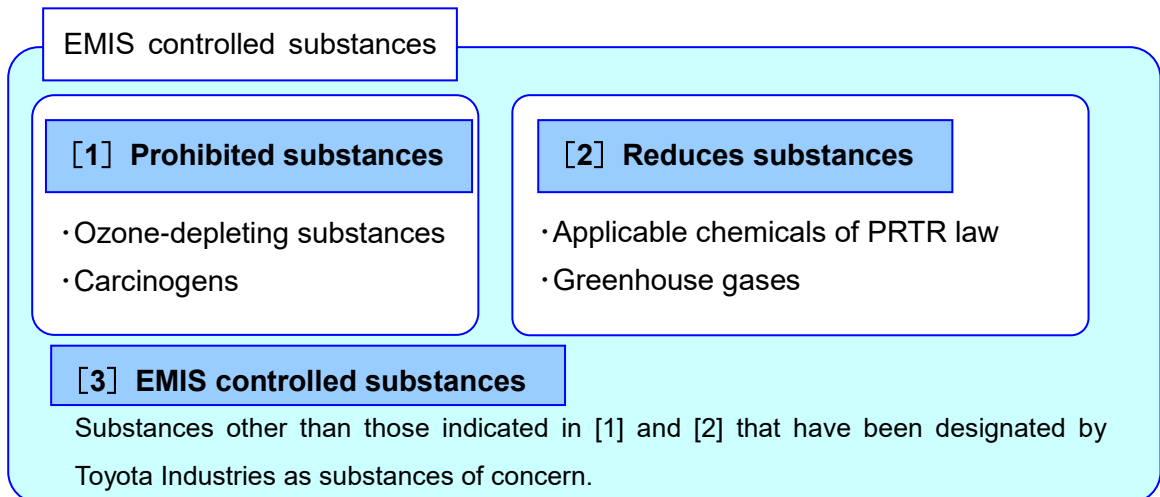 EMIS controlled substances
［1］ Prohibited substances
・Ozone-depleting substances
・Carcinogens
［2］ Reduces substances
・Applicable chemicals of PRTR law
・Greenhouse gases
［3］ EMIS controlled substances
Substances other than those indicated in [1] and [2] that have been designated by
Toyota Industries as substances of concern.